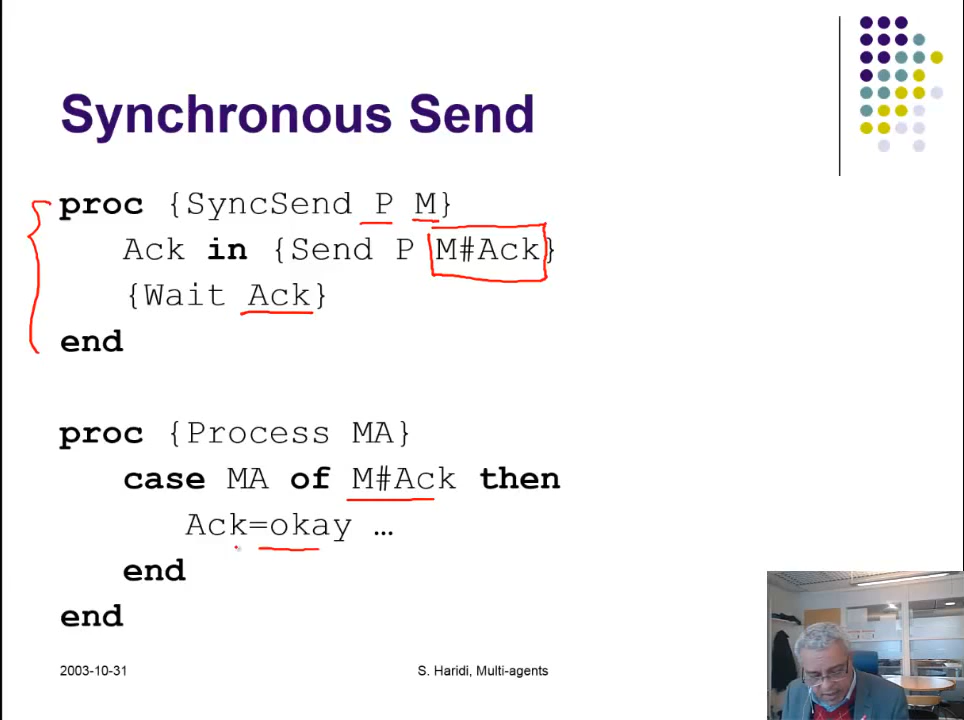 Synchronous Send
proc {SyncSend P M}
Ack in {Send P M#Ack}
{Wait Ack}
end
proc {Process MA}
case MA of M#Ack then
Ack=okay …
end
end
2003-10-31
S. Haridi, Multi-agents